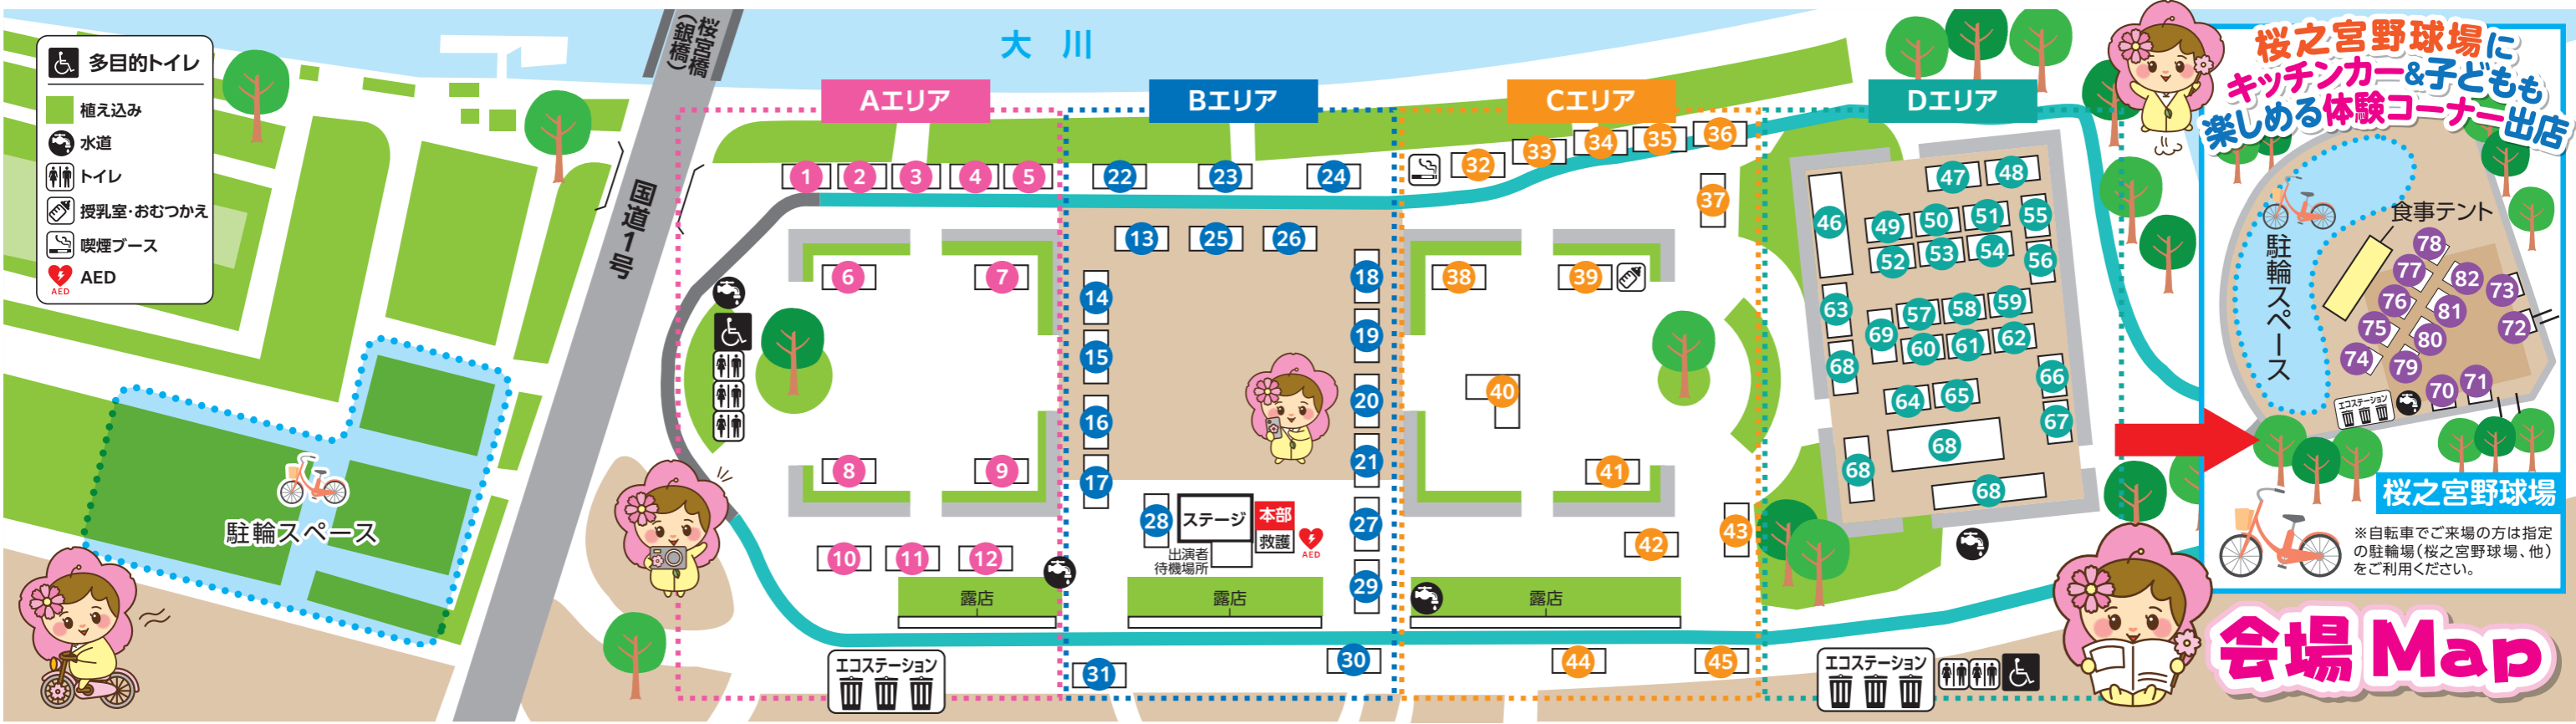 多目的トイレ
植え込み
水道
トイレ
授乳室・おむつかえ
喫煙ブース
AED
AED
駐輪スペース
桜宮橋
(銀橋)
国道1号
大 川
Aエリア
1
2
3
4
5
6
7
8
9
10
11
12
露店
エコステーション
Bエリア
22
23
24
13
25
26
14
15
16
17
18
19
20
21
27
28
29
ステージ
本部
救護
AED
出演者
待機場所
露店
30
31
Cエリア
32
33
34
35
36
37
38
39
40
41
42
43
露店
44
45
Dエリア
46
47
48
49
50
51
55
52
53
54
56
63
57
58
59
69
60
61
62
68
66
64
65
67
68
68
68
エコステーション
桜之宮野球場に
キッチンカー&子どもも
楽しめる体験コーナー出店
食事テント
駐輪スペース
78
77
82
73
76
81
72
75
80
74
79
71
70
エコステーション
桜之宮野球場
※自転車でご来場の方は指定
の駐輪場(桜之宮野球場、他)
をご利用ください。
会場Map